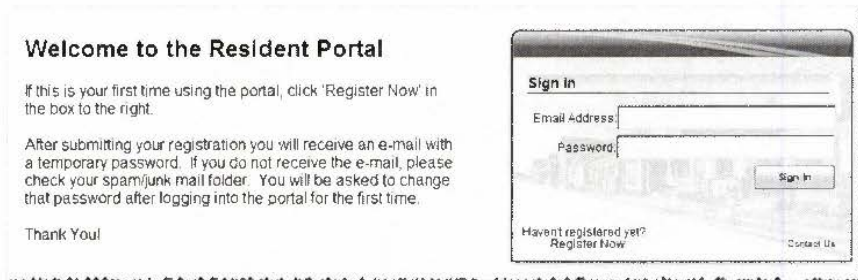 Welcome to the Resident Portal
If this is your first time using the portal, click 'Register Now' in
the box to the right.
After submitting your registration you will receive an e-mail with
a temporary password. If you do not receive the e-mail, please
check your spam/junk mail folder. You will be asked to change
that password after logging into the portal for the first time.
Thank You!
Sign In
Email Address:
Password:
Sign In
Haven't registered yet?
Register Now
Contact Us